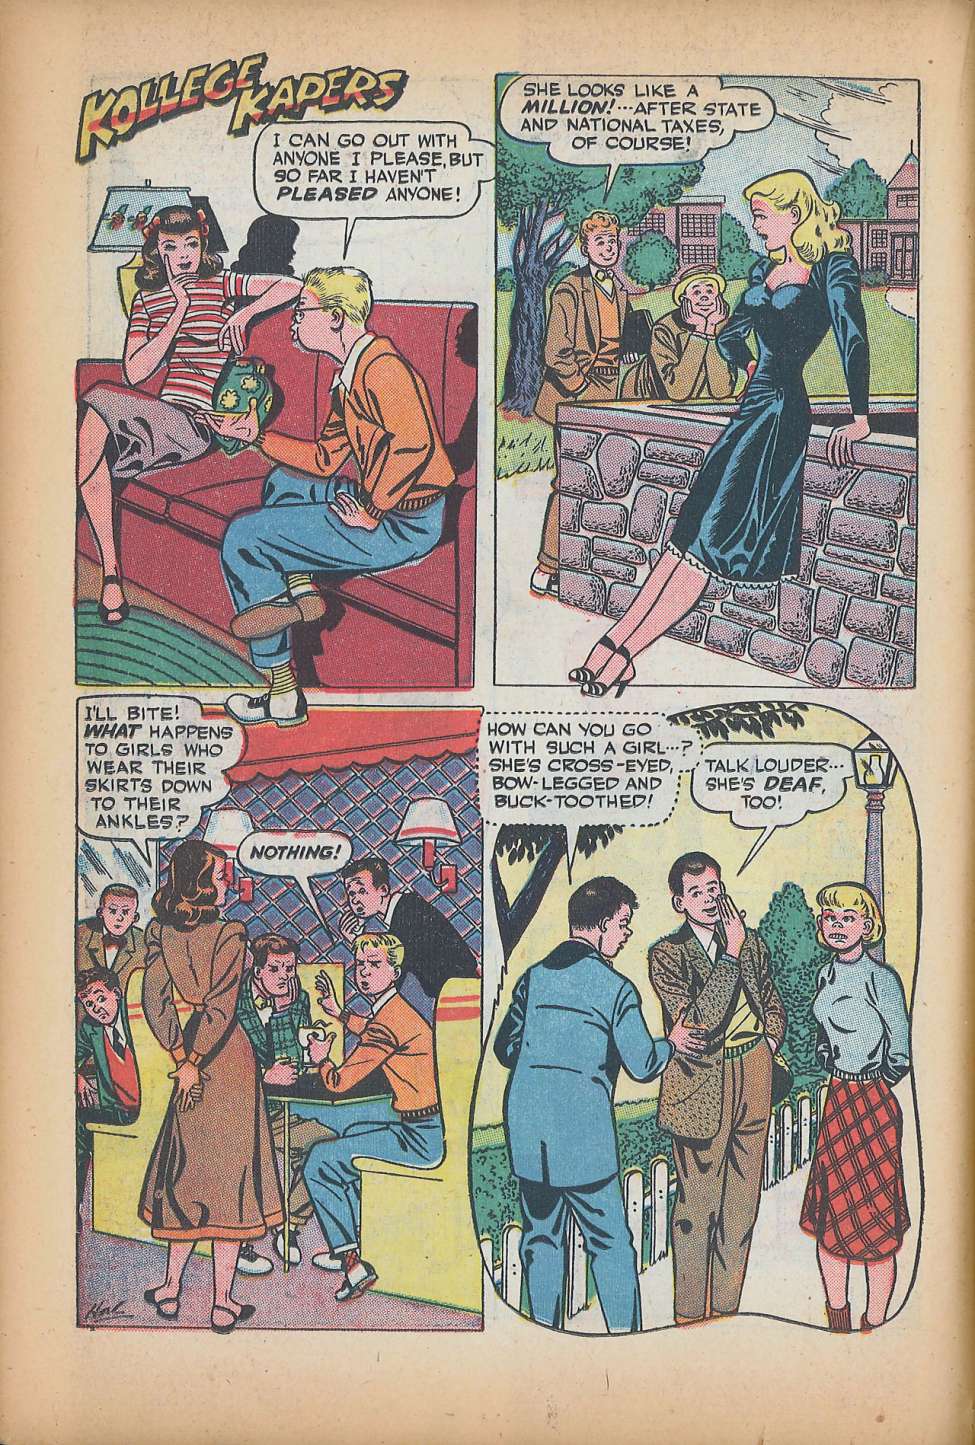 KOLLEGE
KAPERS
I CAN GO OUT WITH
ANYONE I PLEASE, BUT
SO FAR I HAVEN'T
PLEASED ANYONE!
SHE LOOKS LIKE A
MILLION!...AFTER STATE
AND NATIONAL TAXES,
OF COURSE!
I'LL BITE!
WHAT HAPPENS
TO GIRLS WHO
WEAR THEIR
SKIRTS DOWN
TO THEIR
ANKLES?
NOTHING!
HOW CAN YOU GO
WITH SUCH A GIRL...?
SHE'S CROSS-EYED,
BOW-LEGGED AND
BUCK-TOOTHED!
TALK LOUDER...
SHE'S DEAF,
TOO!